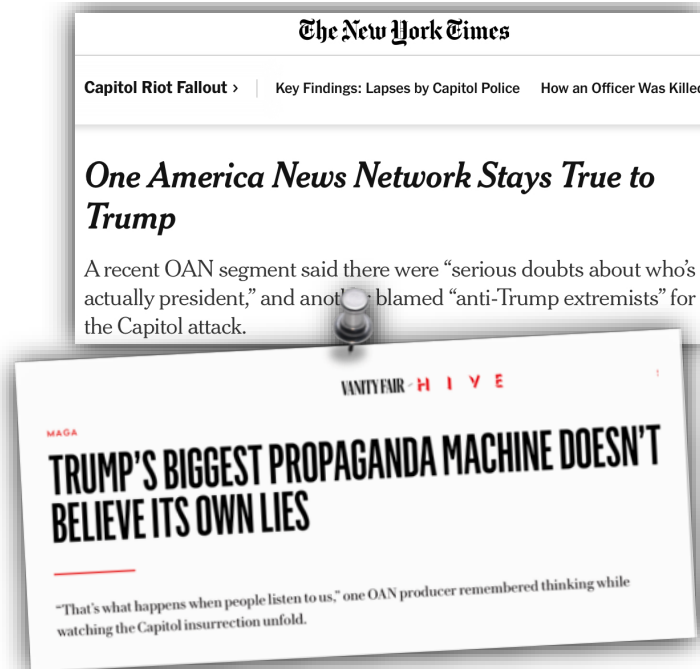 The New York Times
Capitol Riot Fallout › Key Findings: Lapses by Capitol Police How an Officer Was Kille
One America News Network Stays True to
Trump
A recent OAN segment said there were “serious doubts about who’s
actually president,” and another blamed “anti-Trump extremists” for
the Capitol attack.
VANITY FAIR HIVE
MAGA
TRUMP’S BIGGEST PROPAGANDA MACHINE DOESN’T
BELIEVE ITS OWN LIES
“That’s what happens when people listen to us,” one OAN producer remembered thinking while
watching the Capitol insurrection unfold.